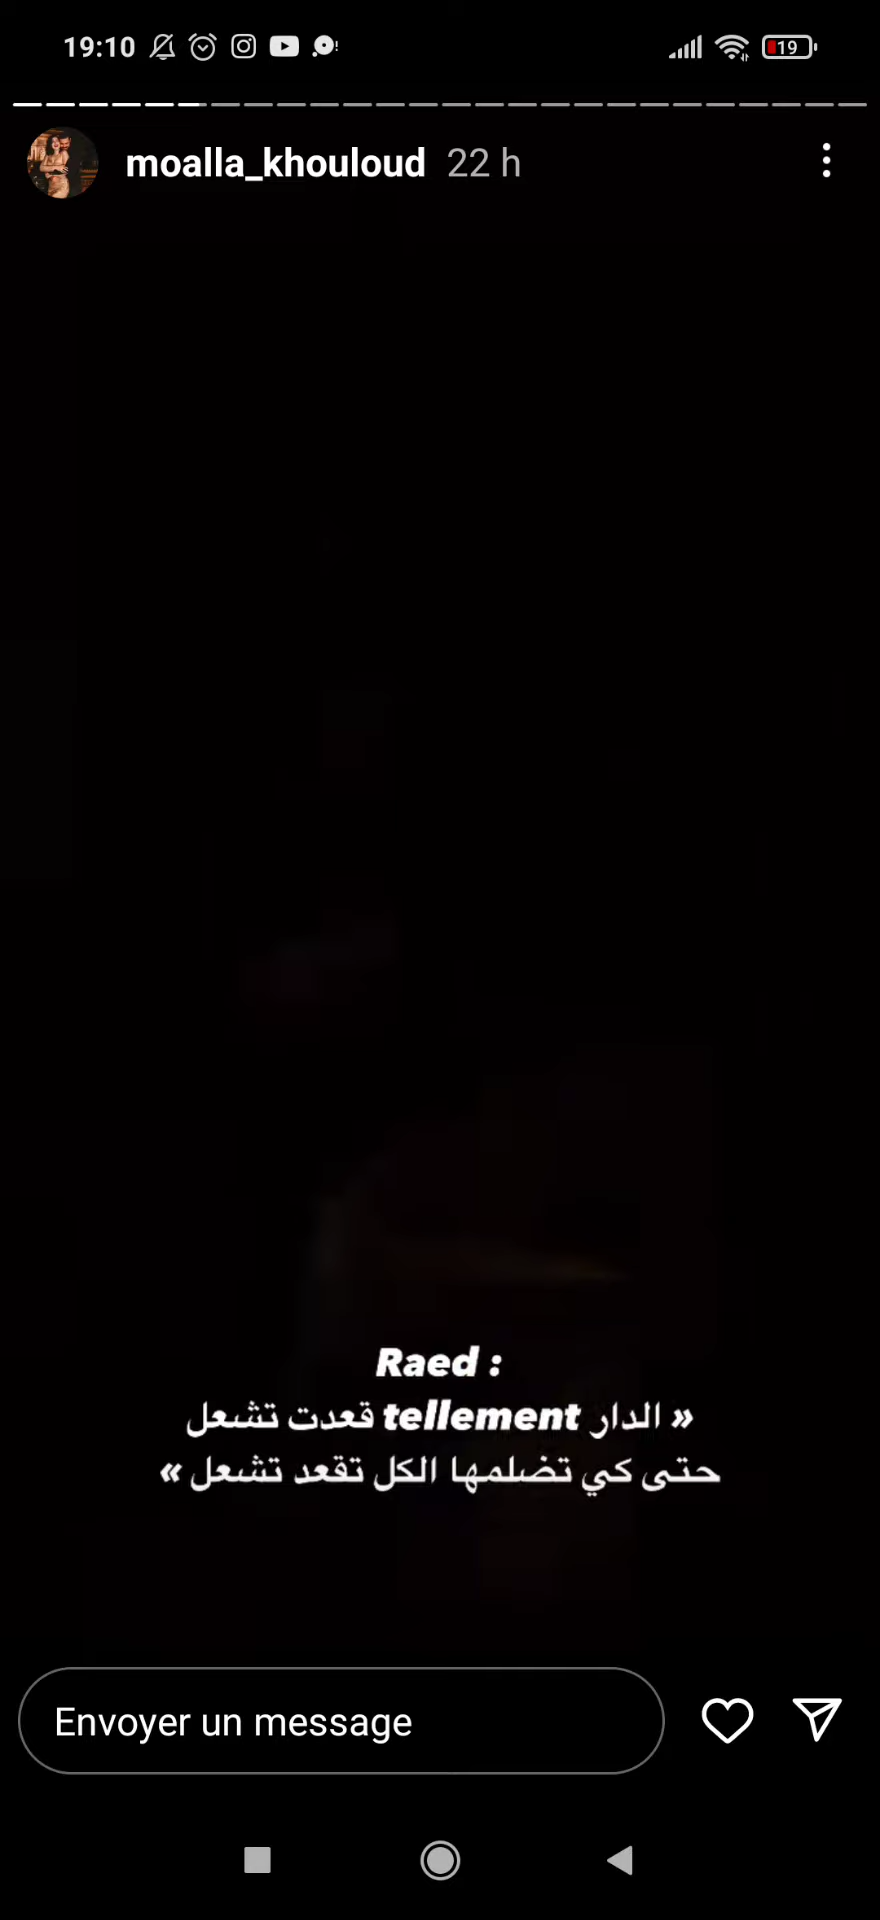 19:10
19
moalla_khouloud 22 h
Raed :
« الدار tellement قعدت تشعل
حتى كي تضلمها الكل تقعد تشعل »
Envoyer un message